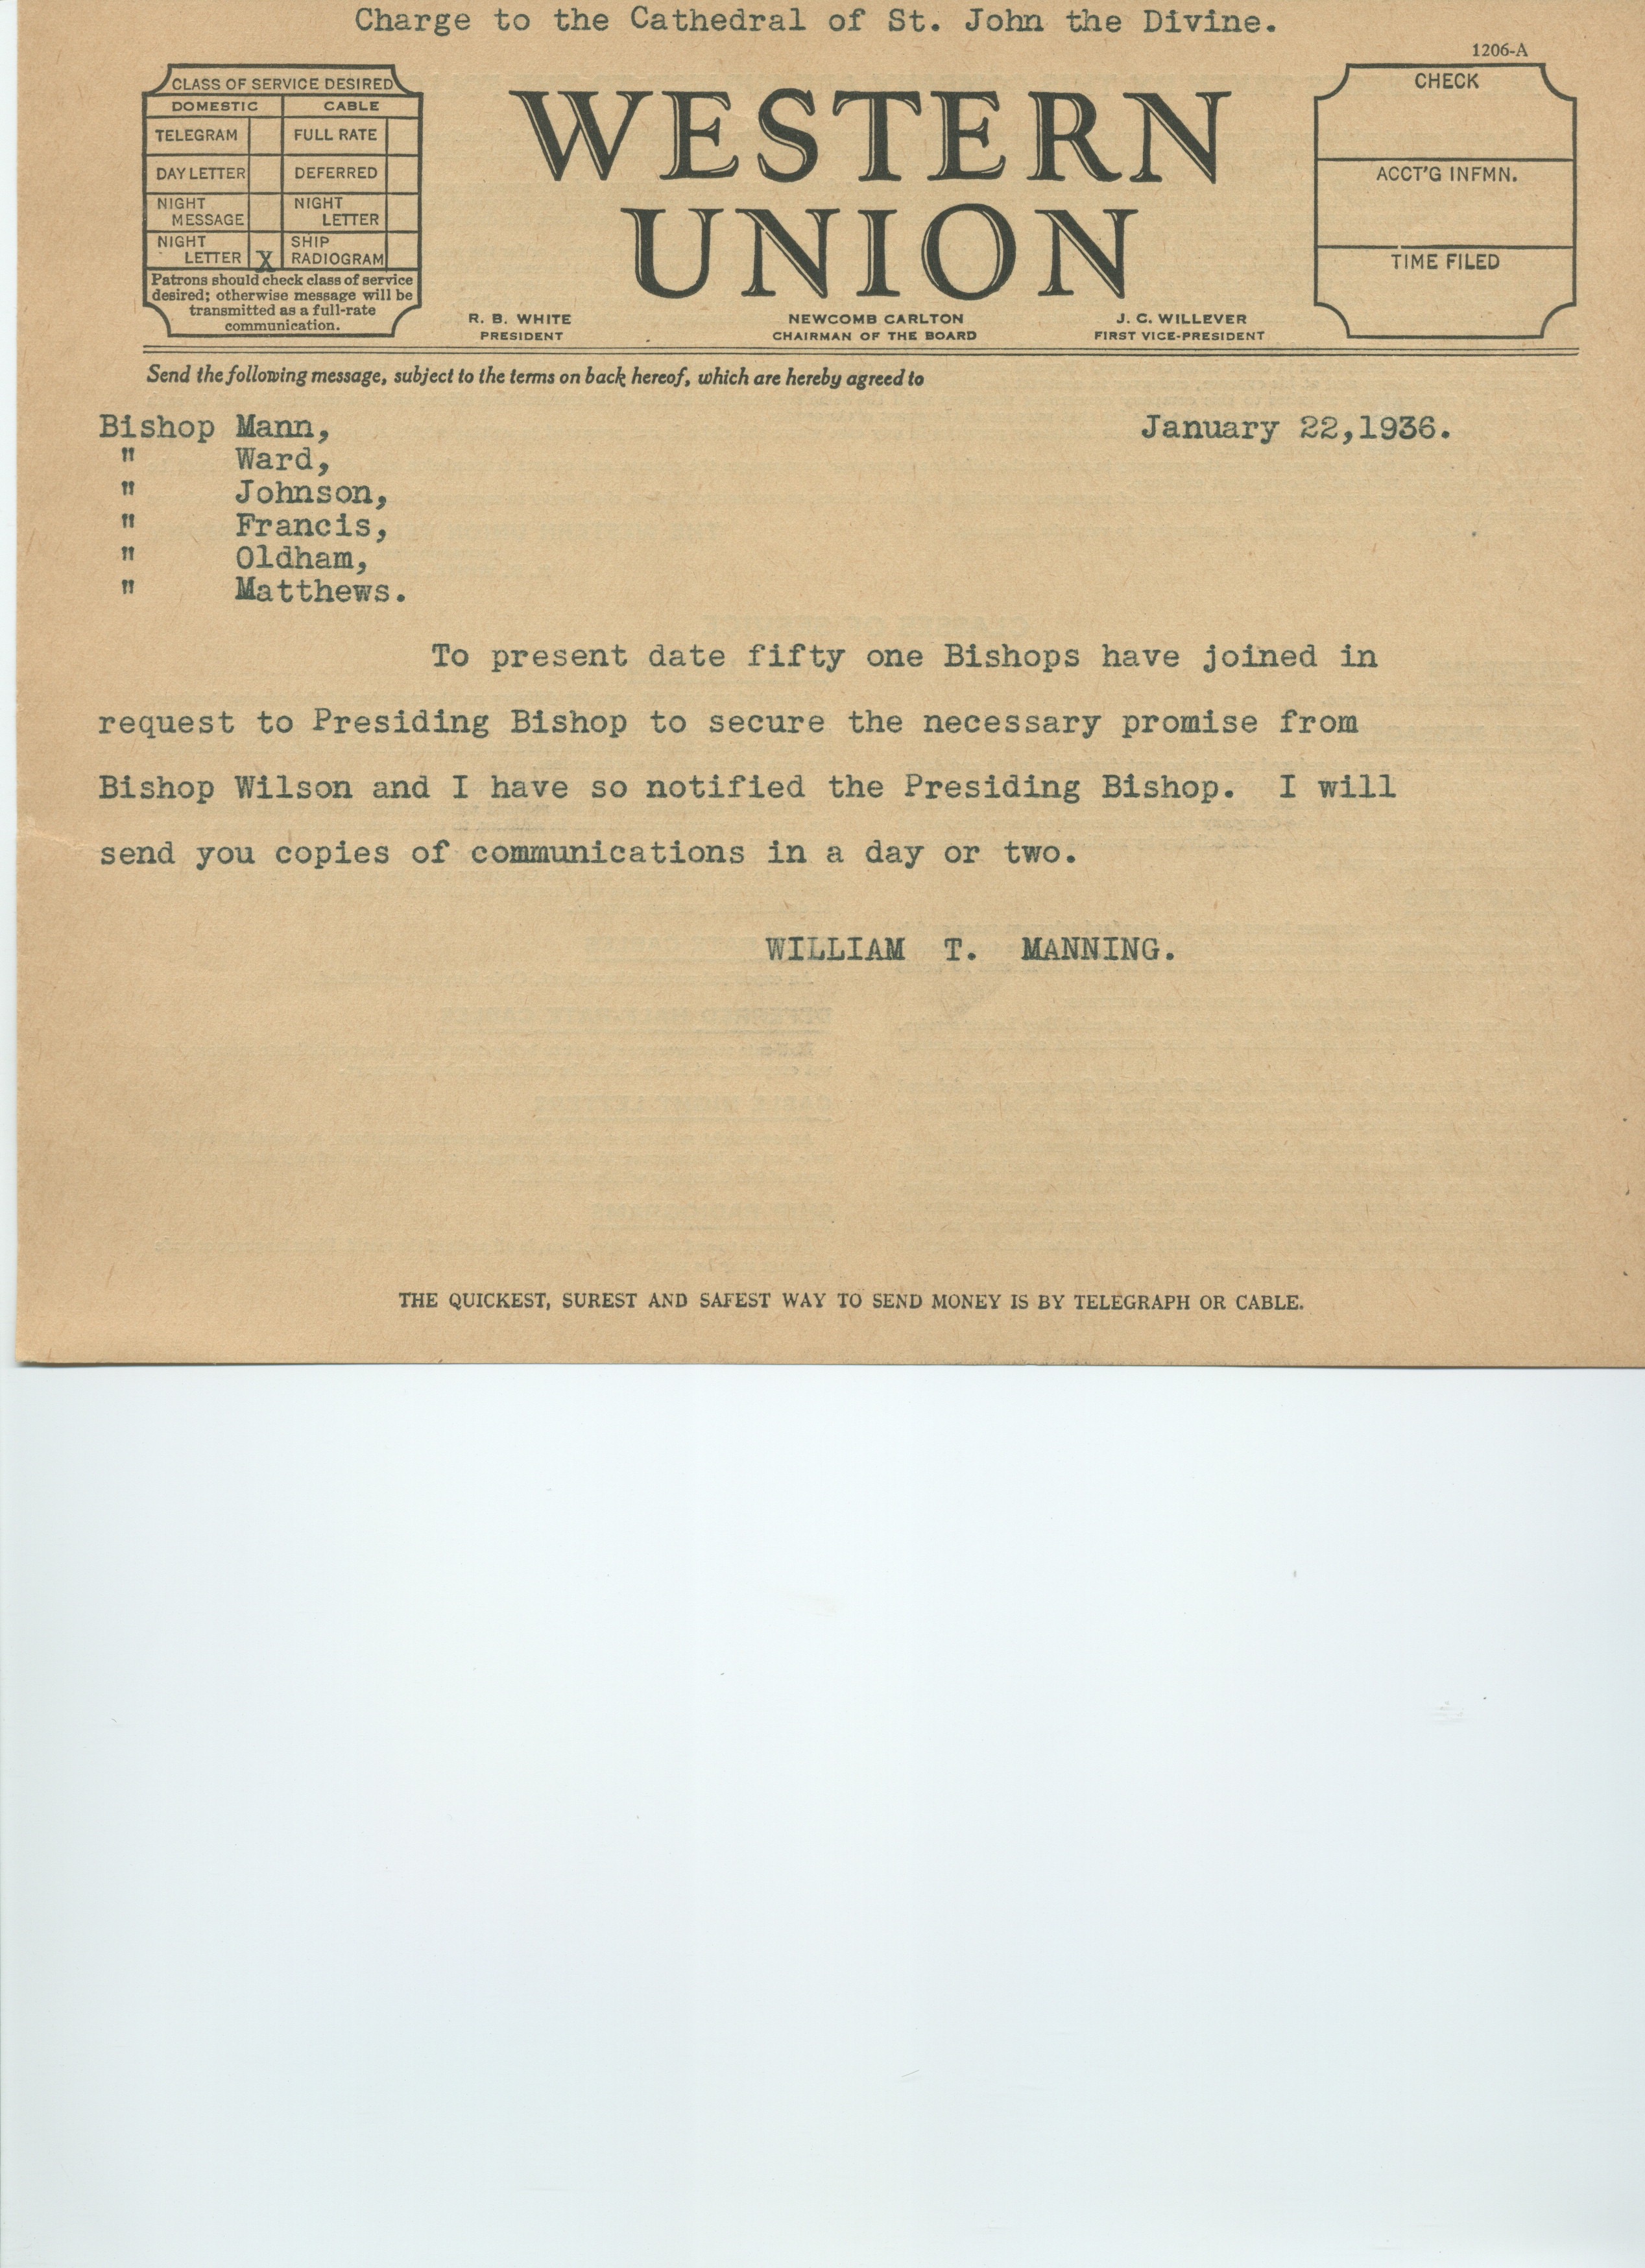 Charge to the Cathedral of St. John the Divine.
1206-A
CLASS OF SERVICE DESIRED
DOMESTIC CABLE
TELEGRAM FULL RATE
DAY LETTER DEFERRED
NIGHT MESSAGE NIGHT LETTER
NIGHT LETTER X SHIP RADIOGRAM
Patrons should check class of service
desired; otherwise message will be
transmitted as a full-rate
communication.
WESTERN
UNION
R. B. WHITE
PRESIDENT
NEWCOMB CARLTON
CHAIRMAN OF THE BOARD
J. C. WILLEVER
FIRST VICE-PRESIDENT
CHECK
ACCT'G INFMN.
TIME FILED
Send the following message, subject to the terms on back hereof, which are hereby agreed to
Bishop Mann, January 22,1936.
" Ward,
" Johnson,
" Francis,
" Oldham,
" Matthews.
To present date fifty one Bishops have joined in
request to Presiding Bishop to secure the necessary promise from
Bishop Wilson and I have so notified the Presiding Bishop. I will
send you copies of communications in a day or two.
WILLIAM T. MANNING.
THE QUICKEST, SUREST AND SAFEST WAY TO SEND MONEY IS BY TELEGRAPH OR CABLE.